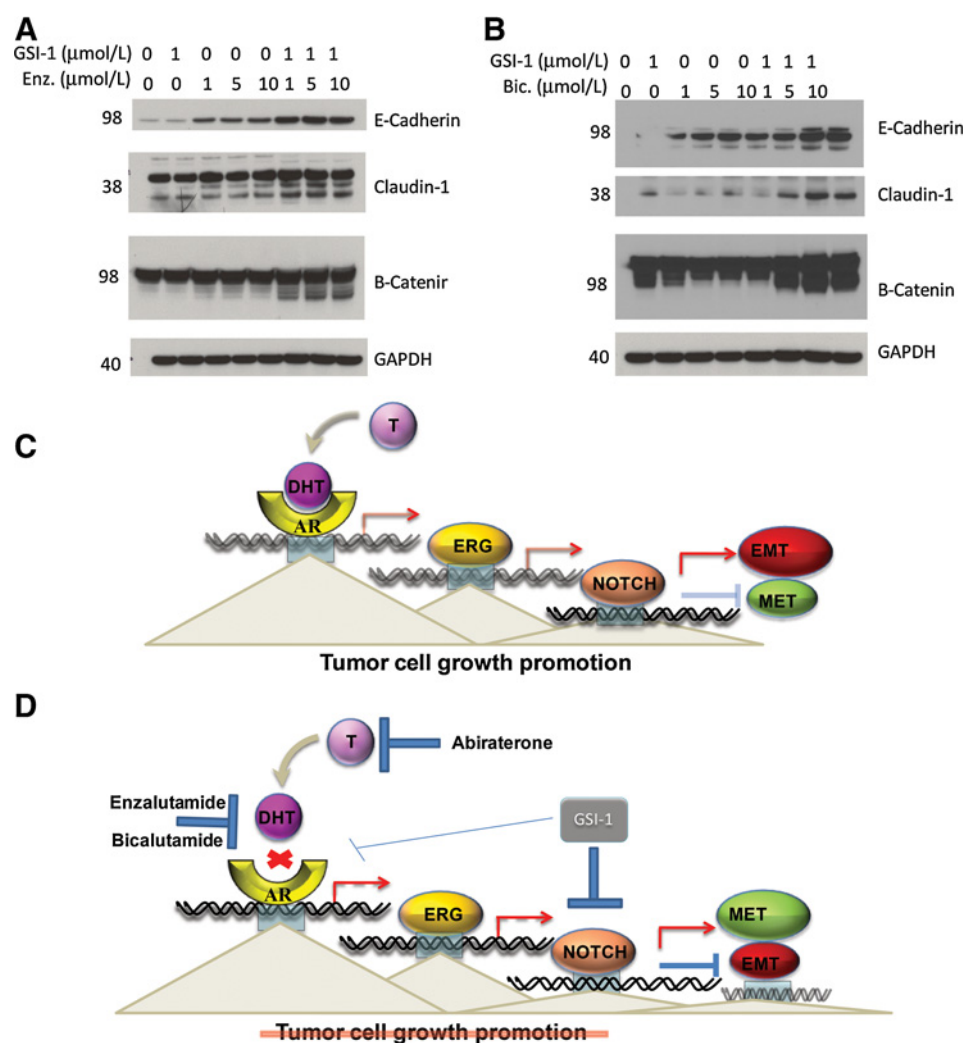 A
GSI-1 (µmol/L) 0 1 0 0 0 1 1 1
Enz. (µmol/L) 0 0 1 5 10 1 5 10
98 E-Cadherin
38 Claudin-1
98 B-Catenir
40 GAPDH
B
GSI-1 (µmol/L) 0 1 0 0 0 1 1 1
Bic. (µmol/L) 0 0 1 5 10 1 5 10
98 E-Cadherin
38 Claudin-1
98 B-Catenin
40 GAPDH
C
T
DHT
AR
ERG
NOTCH
EMT
MET
Tumor cell growth promotion
D
T
Abiraterone
Enzalutamide
Bicalutamide
DHT
GSI-1
AR
ERG
NOTCH
MET
EMT
Tumor cell growth promotion